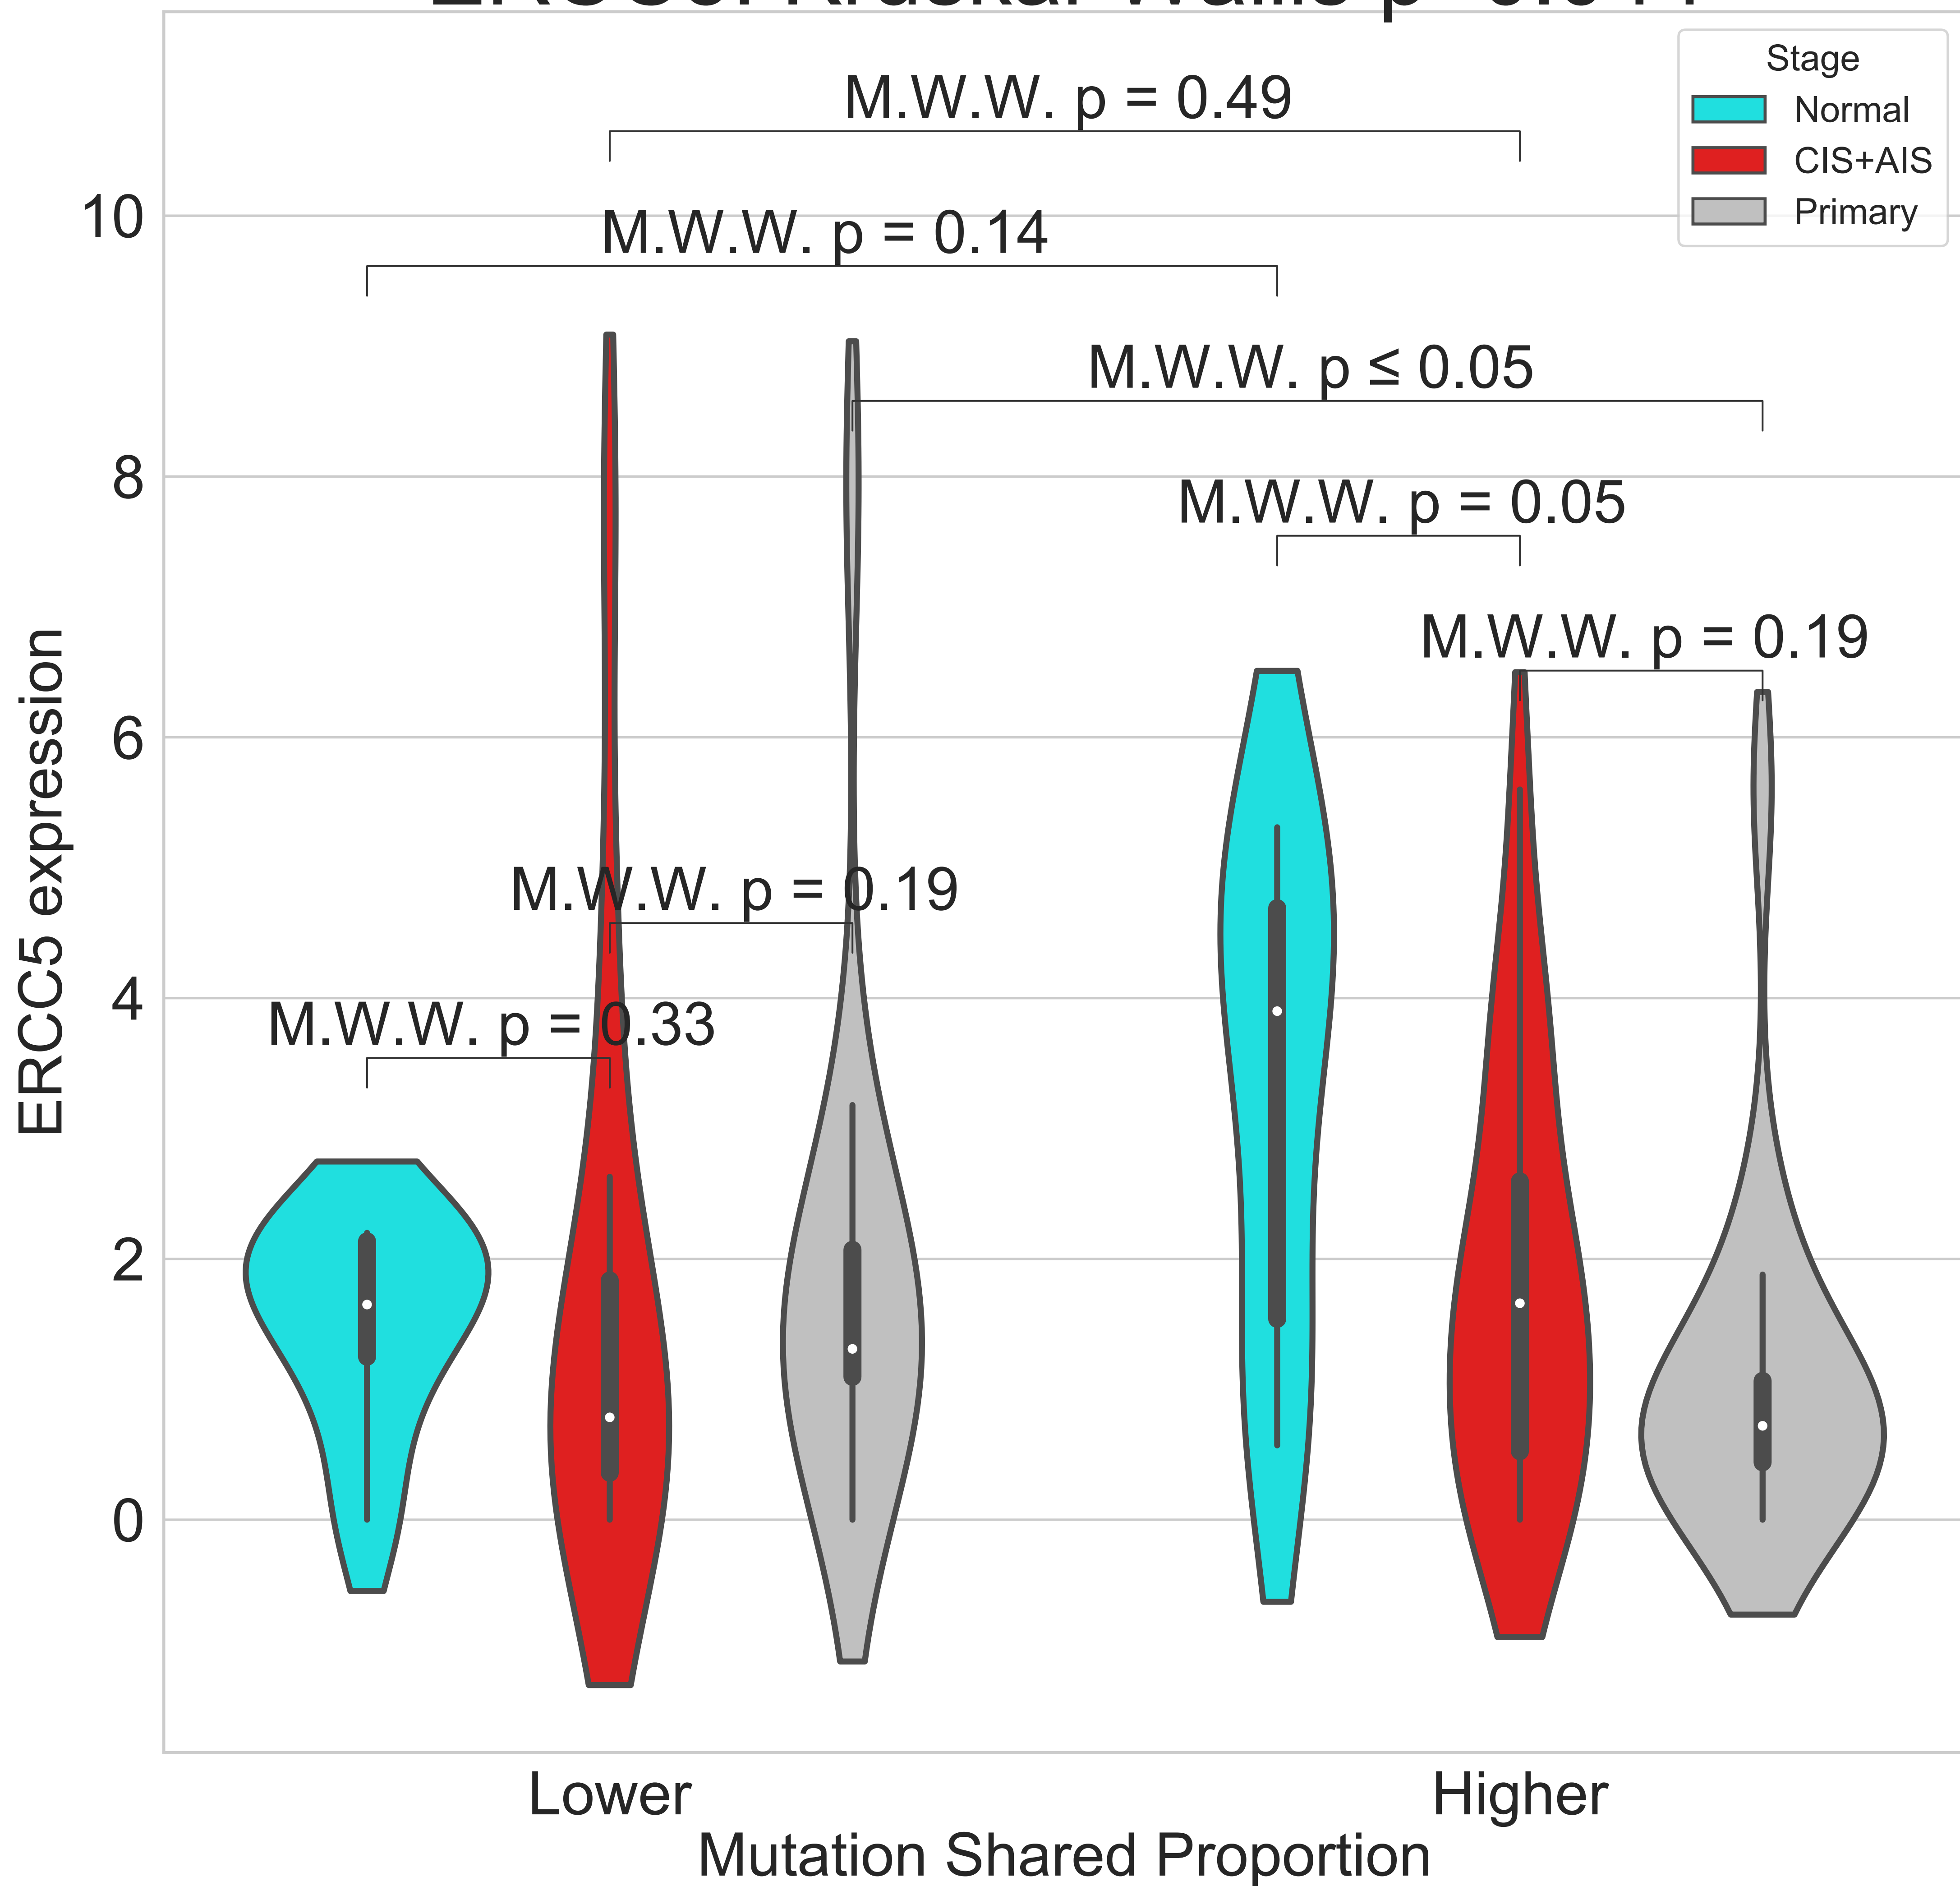 Stage
Normal
CIS+AIS
Primary
M.W.W. p = 0.49
M.W.W. p = 0.14
M.W.W. p ≤ 0.05
M.W.W. p = 0.05
M.W.W. p = 0.19
M.W.W. p = 0.19
M.W.W. p = 0.33
10
8
6
4
2
0
ERCC5 expression
Lower
Higher
Mutation Shared Proportion